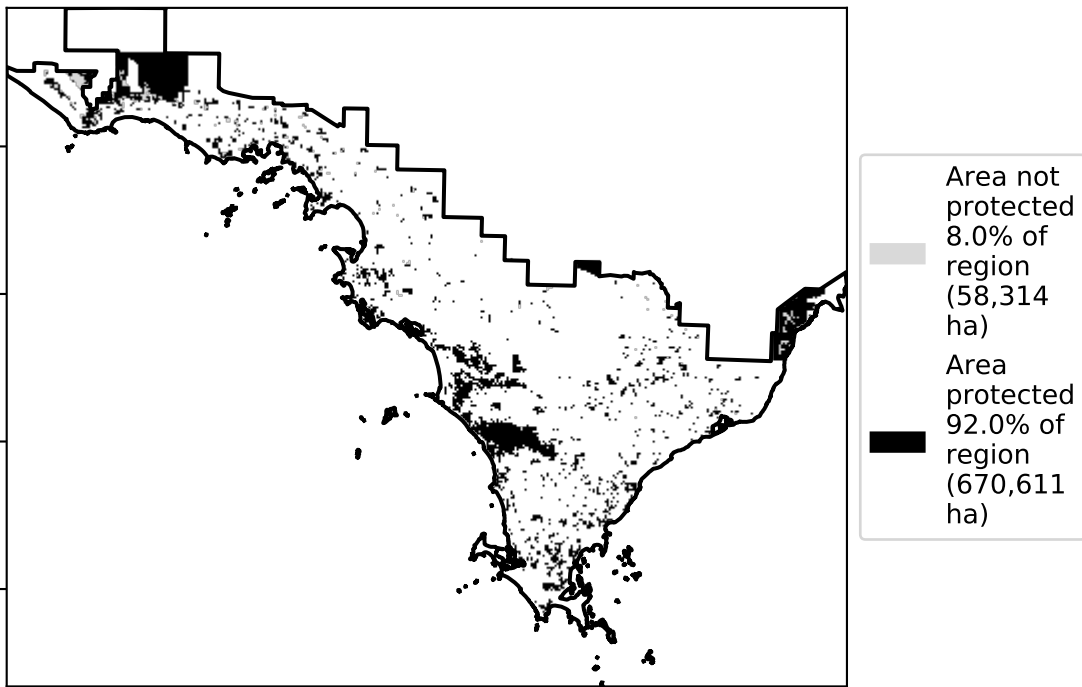 Area not
protected
8.0% of
region
(58,314
ha)
Area
protected
92.0% of
region
(670,611
ha)